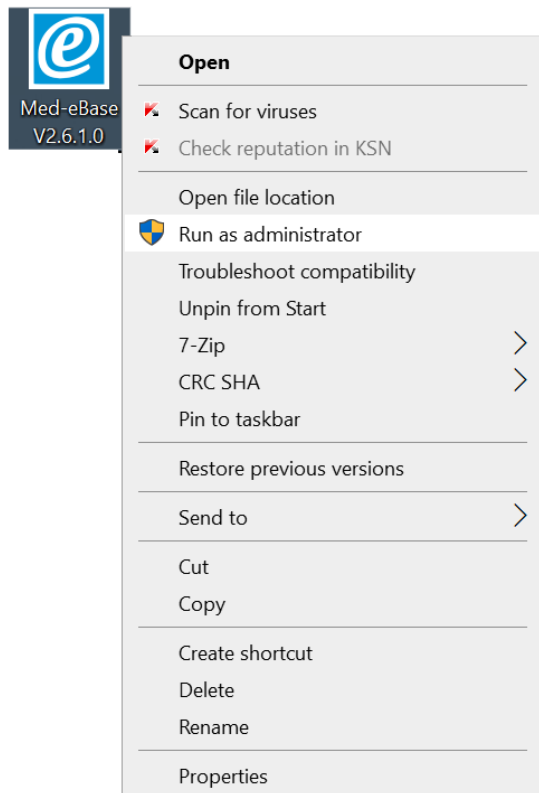 Med-eBase
V2.6.1.0
Open
Scan for viruses
Check reputation in KSN
Open file location
Run as administrator
Troubleshoot compatibility
Unpin from Start
7-Zip
CRC SHA
Pin to taskbar
Restore previous versions
Send to
Cut
Copy
Create shortcut
Delete
Rename
Properties